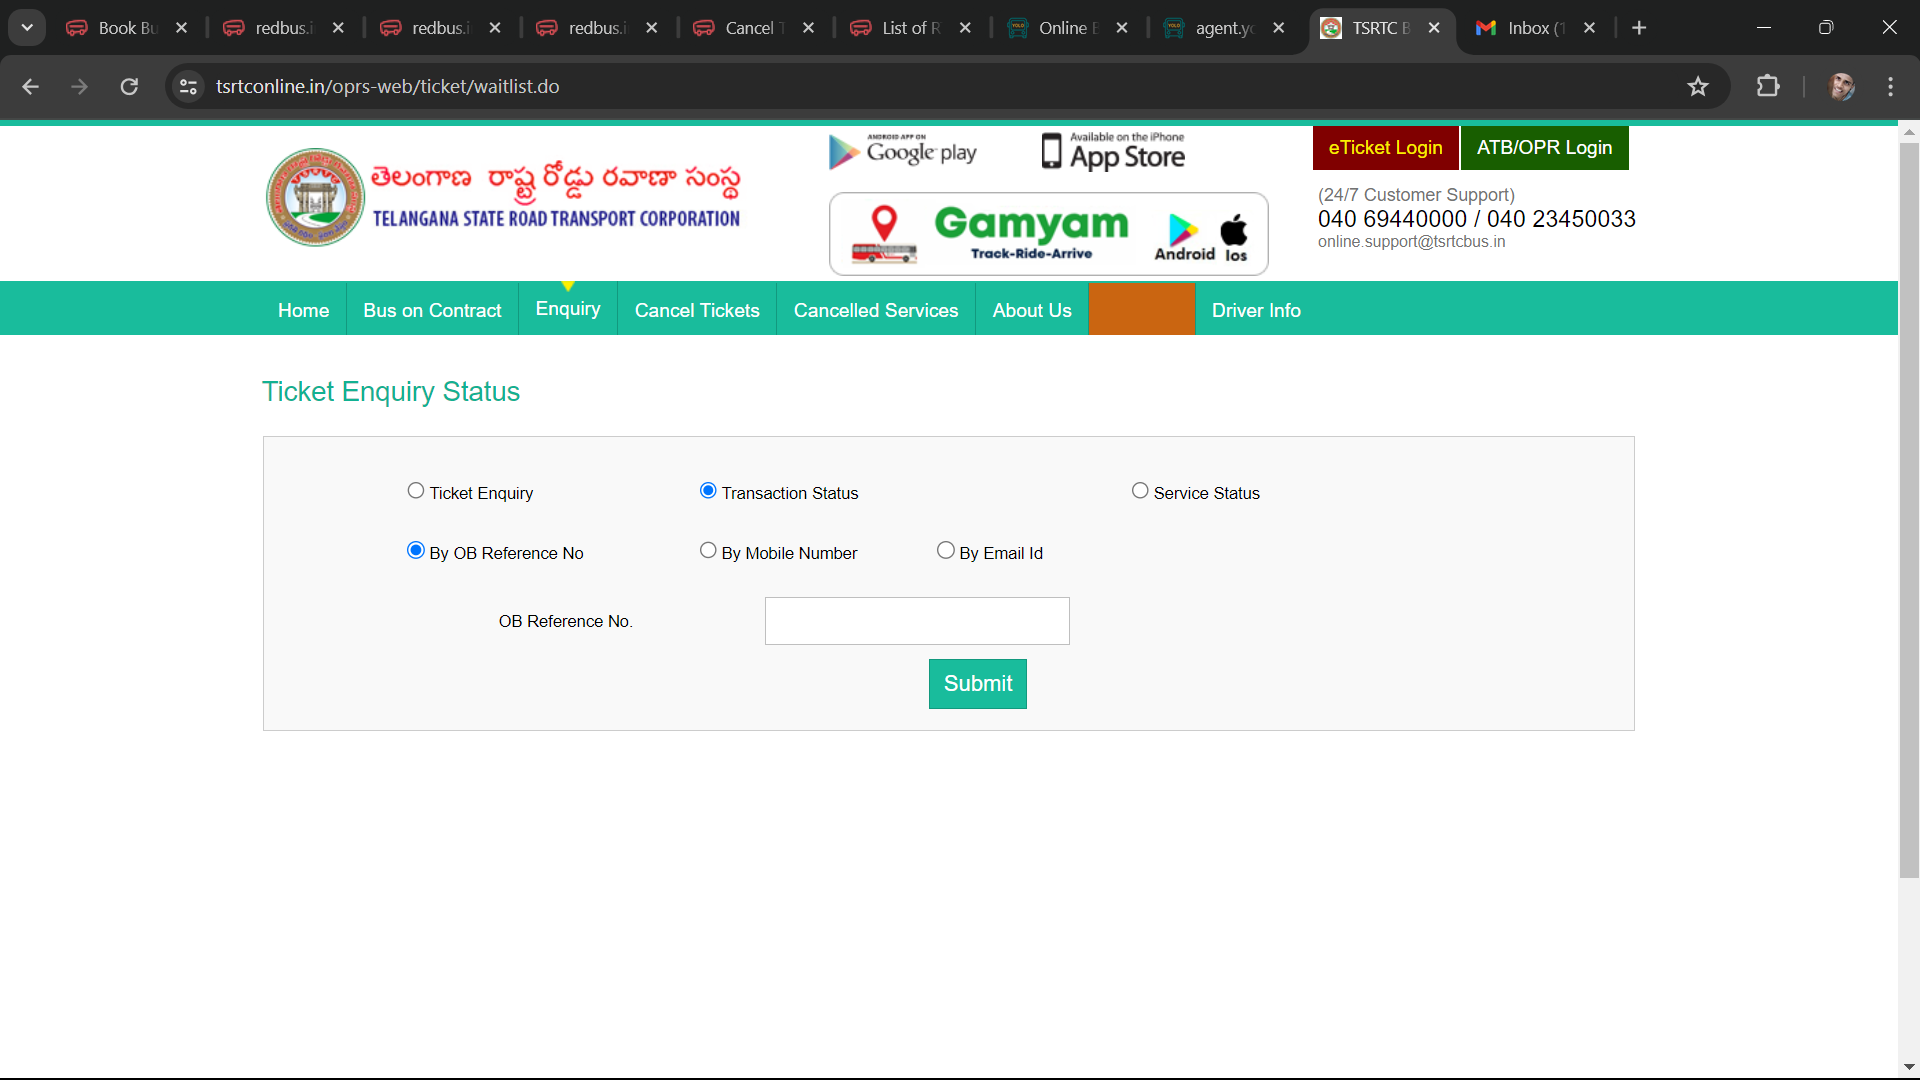 Book Bu
redbus.i
redbus.i
redbus.i
Cancel T
List of R
Online B
agent.yo
TSRTC B
Inbox (1
tsrtconline.in/oprs-web/ticket/waitlist.do
తెలంగాణ రాష్ట్ర రోడ్డు రవాణా సంస్థ
TELANGANA STATE ROAD TRANSPORT CORPORATION
ANDROID APP ON
Google play
Available on the iPhone
App Store
Gamyam
Track-Ride-Arrive
Android Ios
eTicket Login
ATB/OPR Login
(24/7 Customer Support)
040 69440000 / 040 23450033
online.support@tsrtcbus.in
Home
Bus on Contract
Enquiry
Cancel Tickets
Cancelled Services
About Us
Driver Info
Ticket Enquiry Status
Ticket Enquiry
Transaction Status
Service Status
By OB Reference No
By Mobile Number
By Email Id
OB Reference No.
Submit